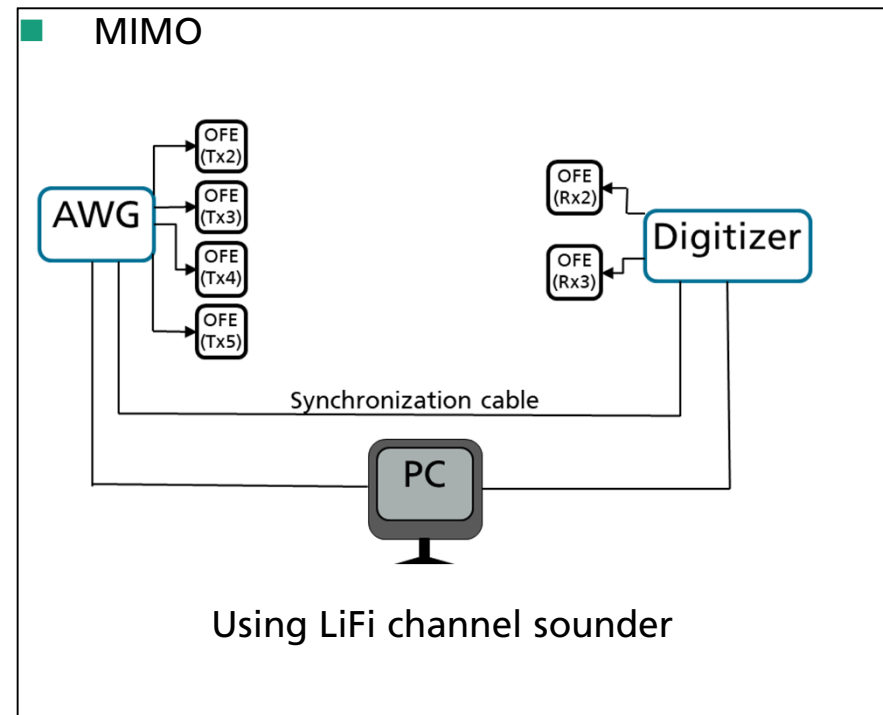 MIMO
OFE
(Tx2)
OFE
(Tx3)
OFE
(Tx4)
OFE
(Tx5)
AWG
OFE
(Rx2)
OFE
(Rx3)
Digitizer
Synchronization cable
PC
Using LiFi channel sounder